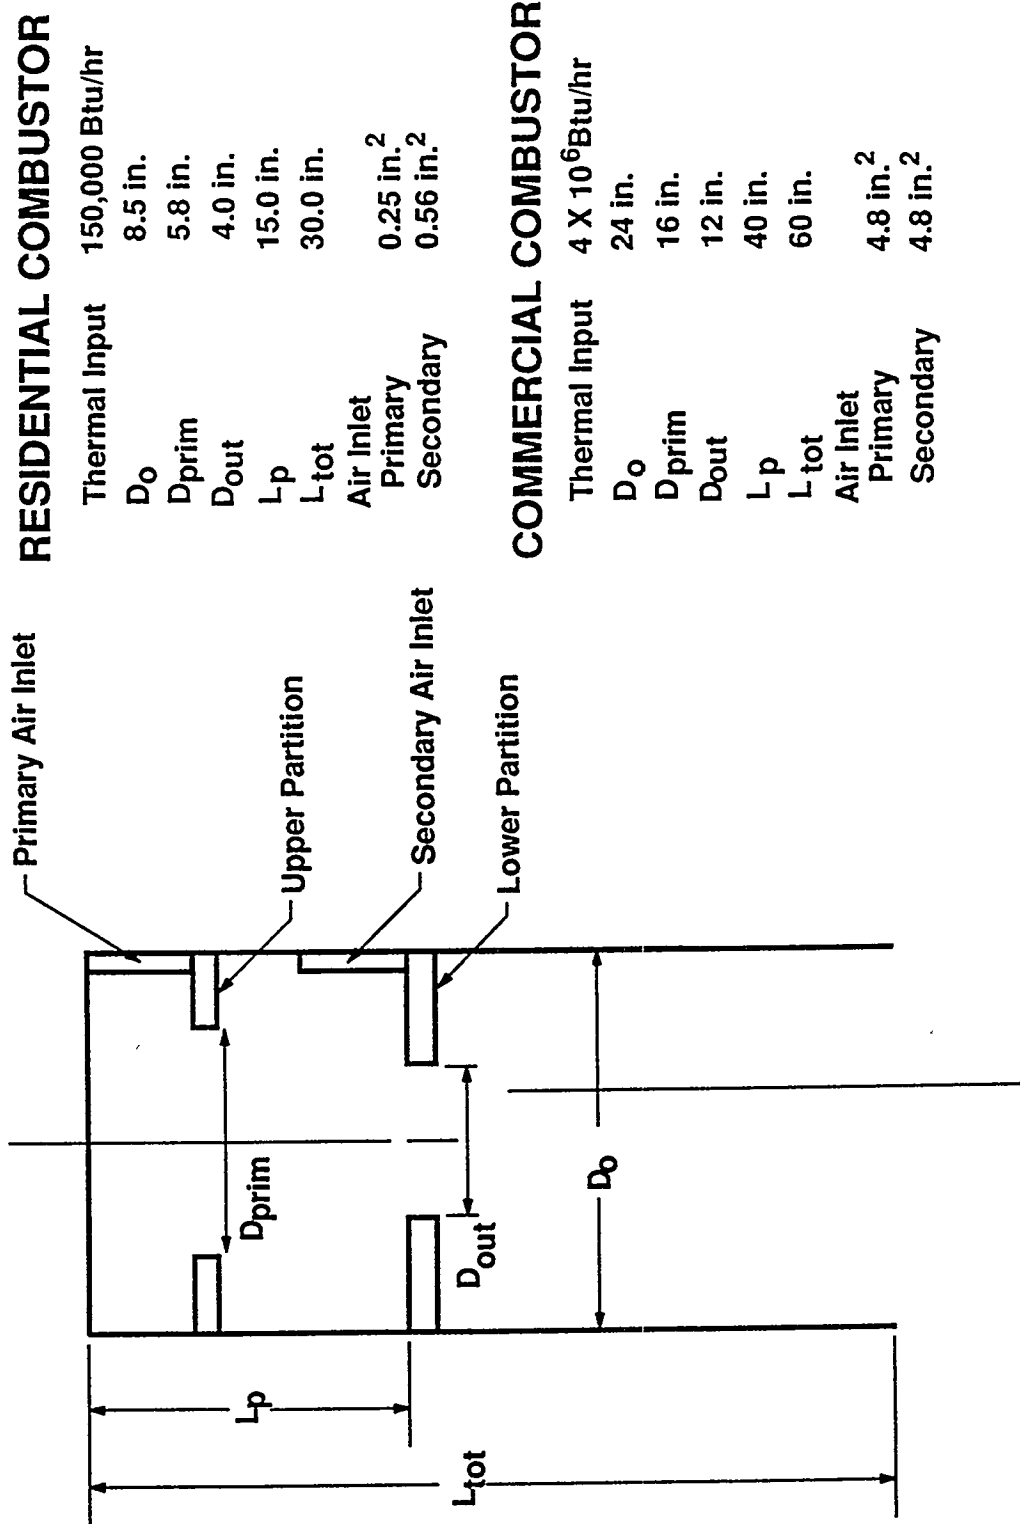 Primary Air Inlet
Upper Partition
Secondary Air Inlet
Lower Partition
Dprim
Dout
Do
Lp
Ltot
RESIDENTIAL COMBUSTOR
Thermal Input 150,000 Btu/hr
Do 8.5 in.
Dprim 5.8 in.
Dout 4.0 in.
Lp 15.0 in.
Ltot 30.0 in.
Air Inlet
Primary 0.25 in.²
Secondary 0.56 in.²
COMMERCIAL COMBUSTOR
Thermal Input 4 X 10⁶Btu/hr
Do 24 in.
Dprim 16 in.
Dout 12 in.
Lp 40 in.
Ltot 60 in.
Air Inlet
Primary 4.8 in.²
Secondary 4.8 in.²